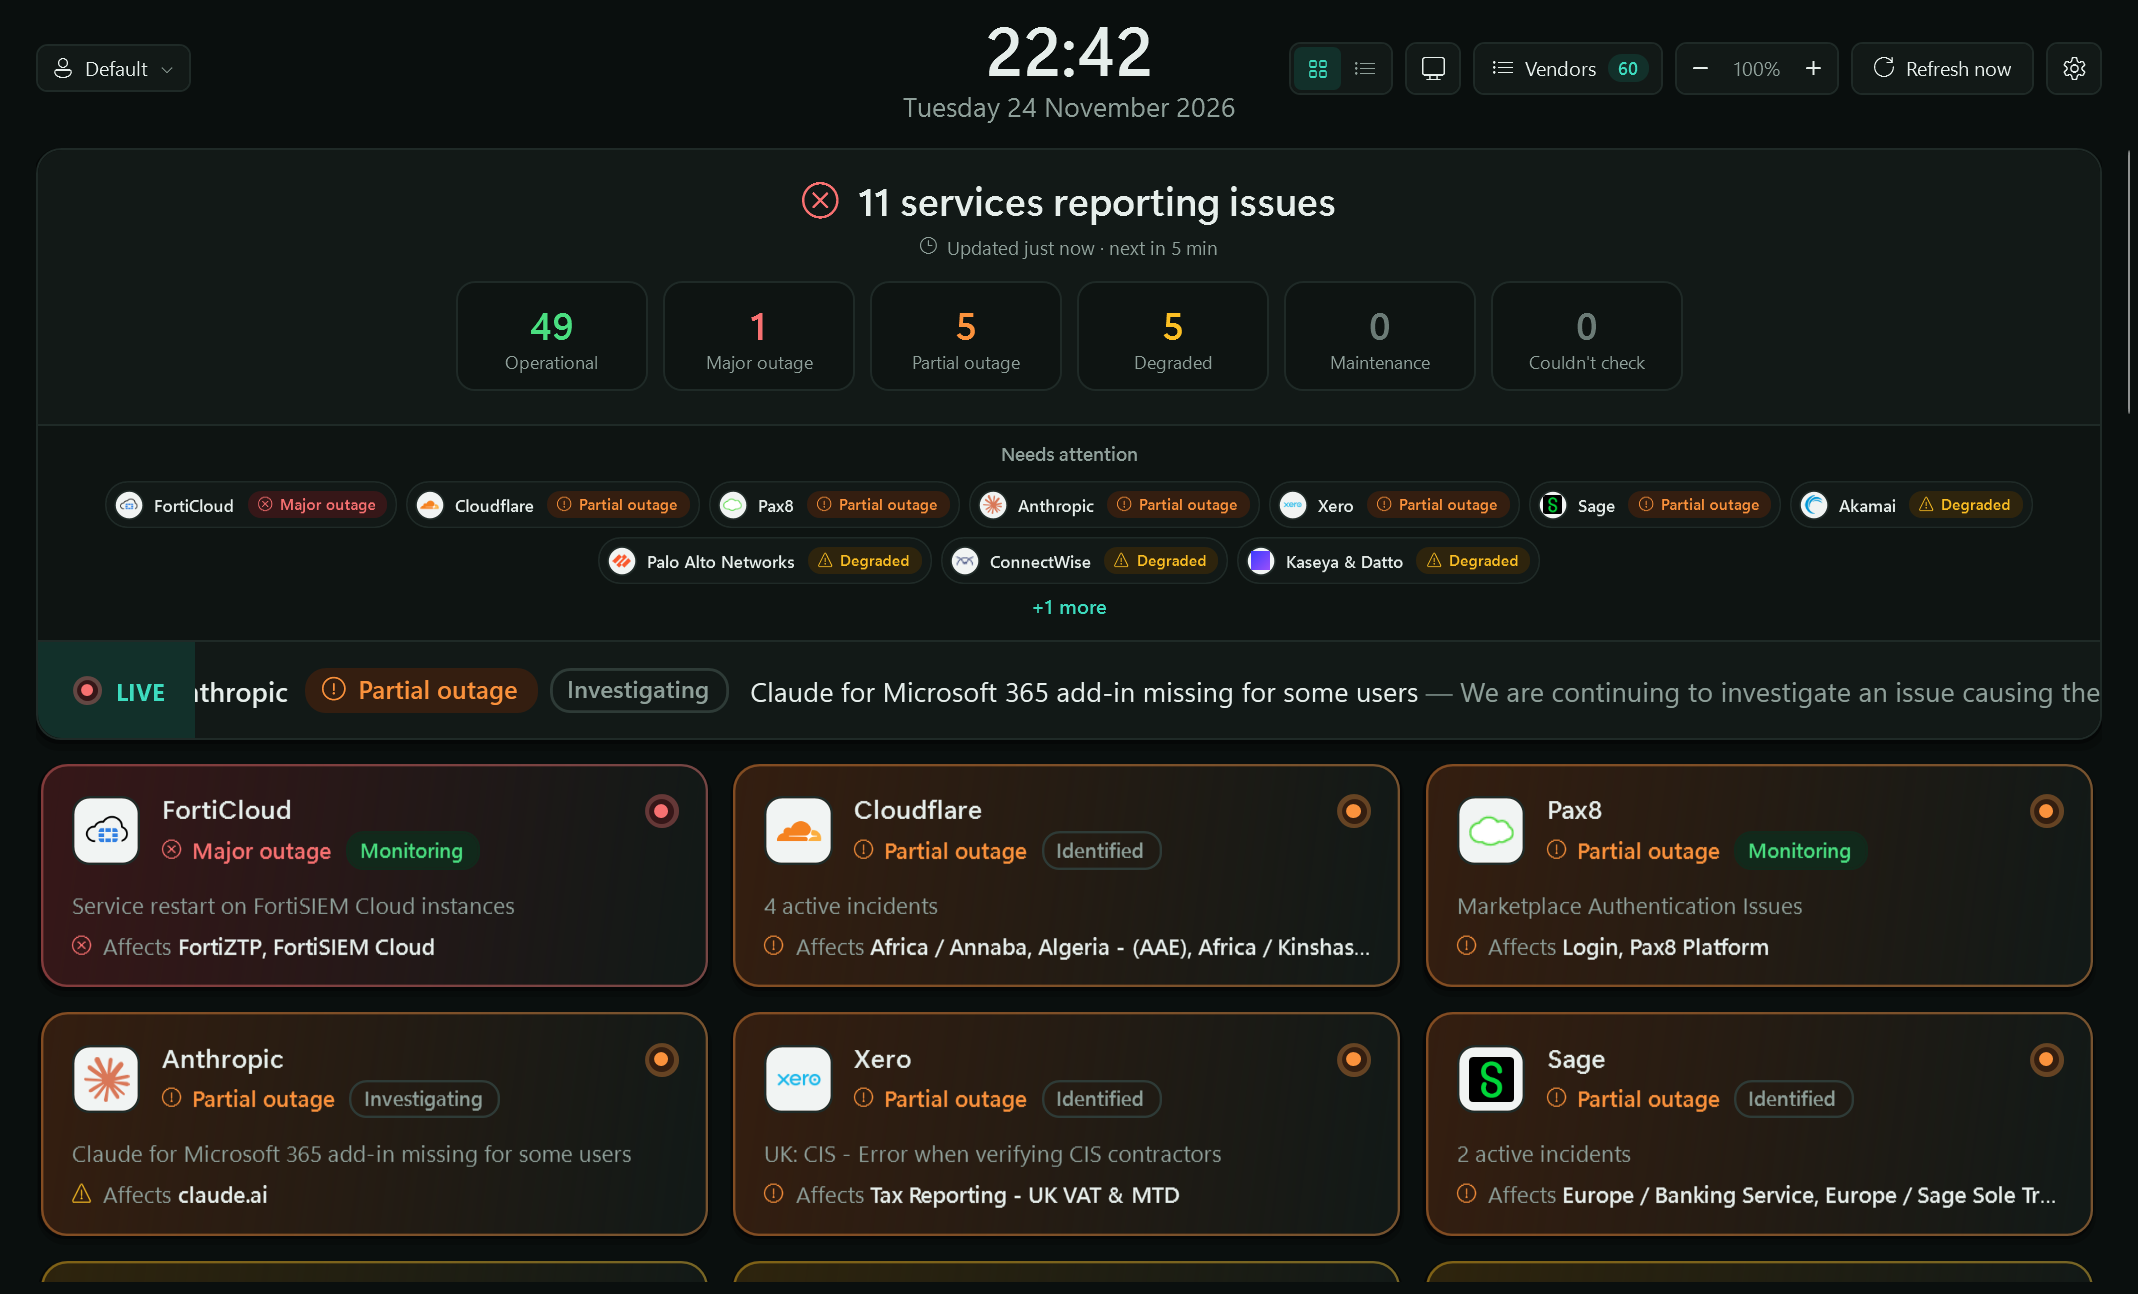 Default
22:42
Tuesday 24 November 2026
Vendors 60
100%
Refresh now
11 services reporting issues
Updated just now · next in 5 min
49
Operational
1
Major outage
5
Partial outage
5
Degraded
0
Maintenance
0
Couldn't check
Needs attention
FortiCloud Major outage
Cloudflare Partial outage
Pax8 Partial outage
Anthropic Partial outage
xero Xero Partial outage
S Sage Partial outage
Akamai Degraded
Palo Alto Networks Degraded
ConnectWise Degraded
Kaseya & Datto Degraded
+1 more
LIVE nthropic Partial outage Investigating Claude for Microsoft 365 add-in missing for some users — We are continuing to investigate an issue causing the
FortiCloud
Major outage Monitoring
Service restart on FortiSIEM Cloud instances
Affects FortiZTP, FortiSIEM Cloud
Cloudflare
Partial outage Identified
4 active incidents
Affects Africa / Annaba, Algeria - (AAE), Africa / Kinshas...
Pax8
Partial outage Monitoring
Marketplace Authentication Issues
Affects Login, Pax8 Platform
Anthropic
Partial outage Investigating
Claude for Microsoft 365 add-in missing for some users
Affects claude.ai
xero
Xero
Partial outage Identified
UK: CIS - Error when verifying CIS contractors
Affects Tax Reporting - UK VAT & MTD
S
Sage
Partial outage Identified
2 active incidents
Affects Europe / Banking Service, Europe / Sage Sole Tr...